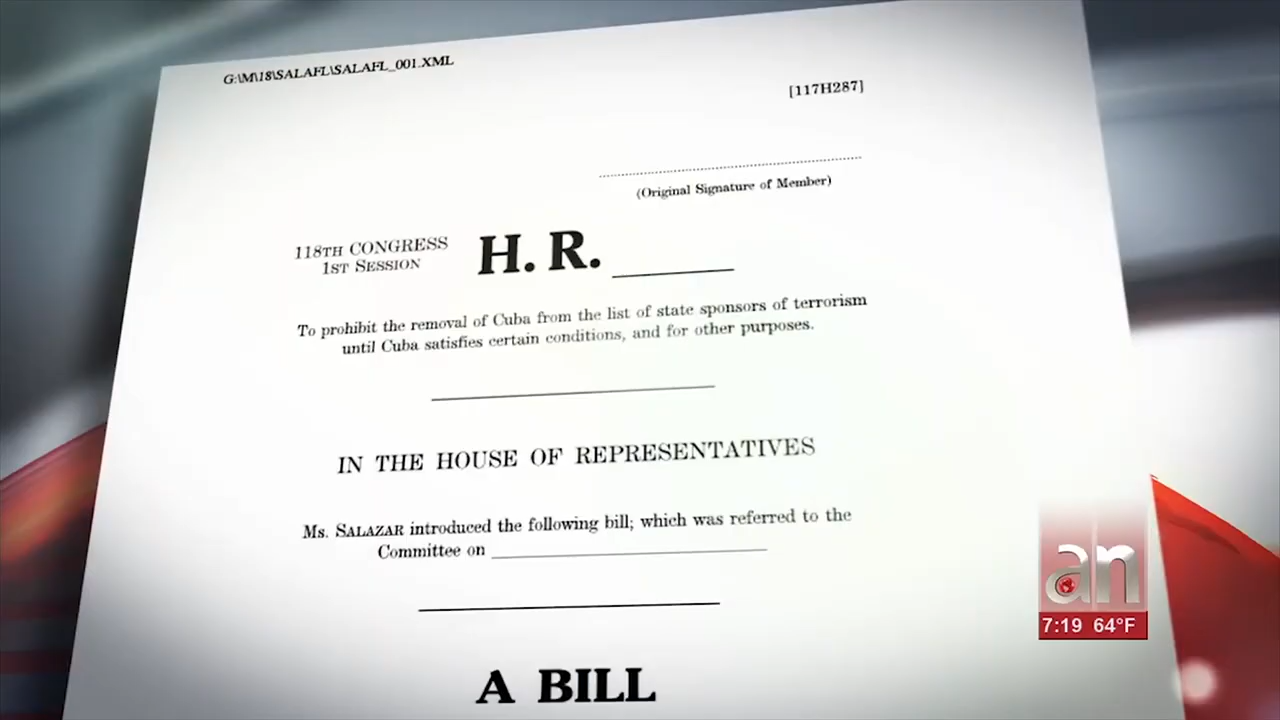 G:\M\18\SALAFL\SALAFL_001.XML
[117H287]
(Original Signature of Member)
118TH CONGRESS
1ST SESSION
H. R.
To prohibit the removal of Cuba from the list of state sponsors of terrorism
until Cuba satisfies certain conditions, and for other purposes.
IN THE HOUSE OF REPRESENTATIVES
Ms. SALAZAR introduced the following bill; which was referred to the
Committee on
A BILL
an
7:19 64°F